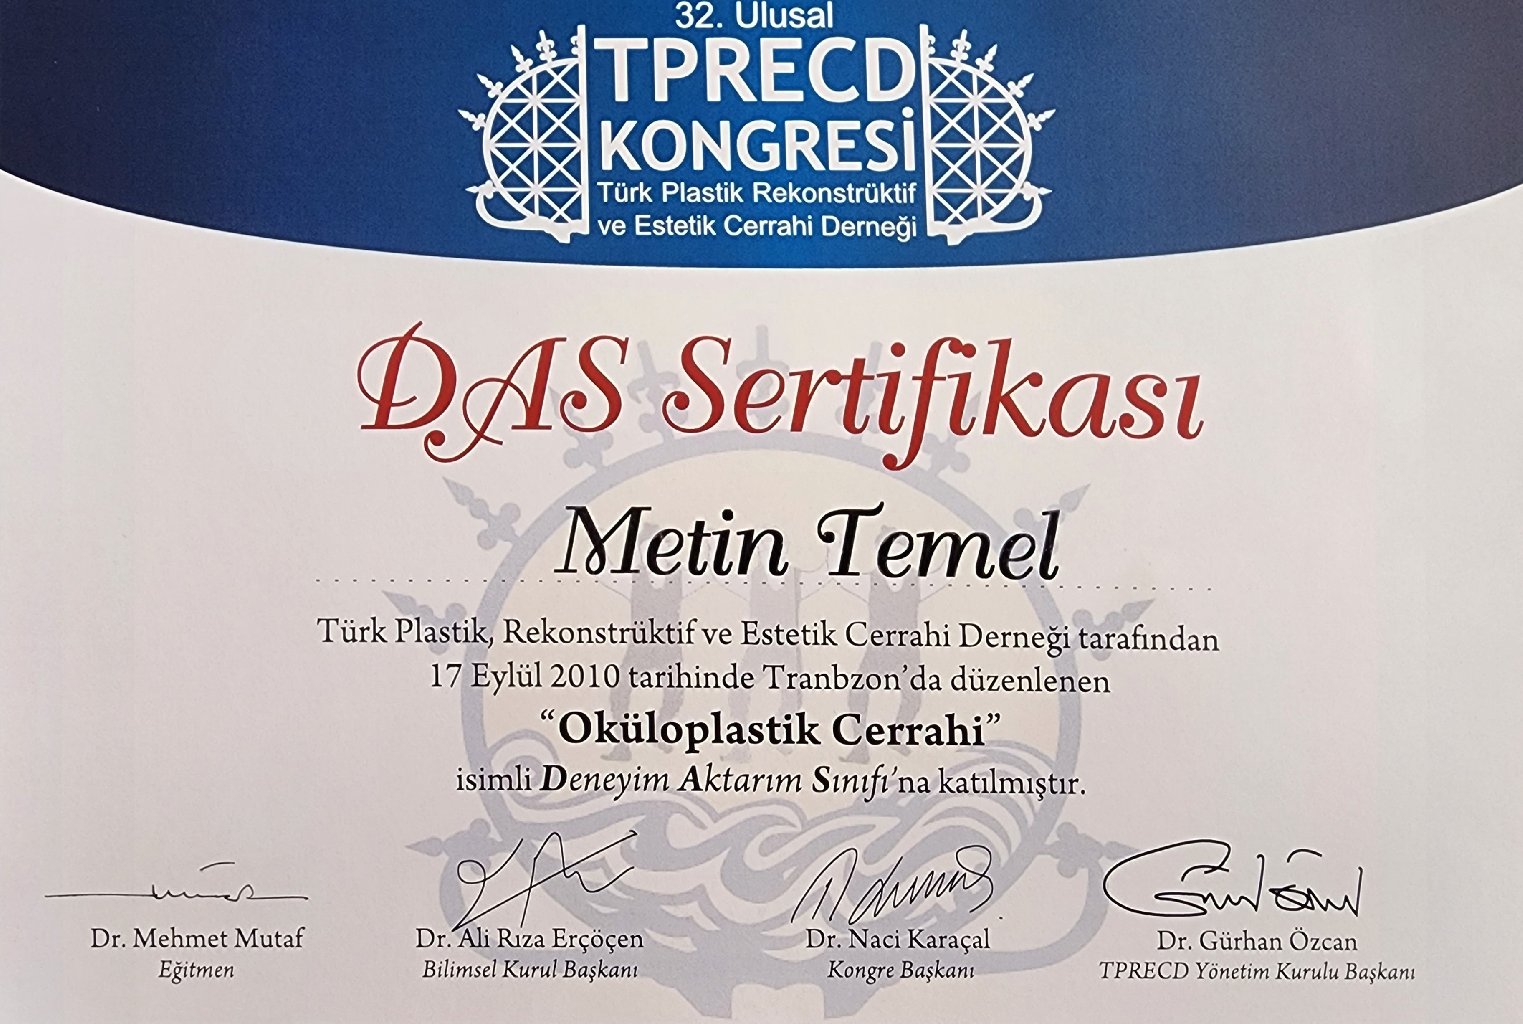 32. Ulusal
TPRECD
KONGRESİ
Türk Plastik Rekonstrüktif
ve Estetik Cerrahi Derneği
DAS Sertifikası
Metin Temel
Türk Plastik, Rekonstrüktif ve Estetik Cerrahi Derneği tarafından
17 Eylül 2010 tarihinde Tranbzon'da düzenlenen
“Oküloplastik Cerrahi”
isimli Deneyim Aktarım Sınıfı'na katılmıştır.
Dr. Mehmet Mutaf
Eğitmen
Dr. Ali Rıza Erçöçen
Bilimsel Kurul Başkanı
Dr. Naci Karaçal
Kongre Başkanı
Dr. Gürhan Özcan
TPRECD Yönetim Kurulu Başkanı